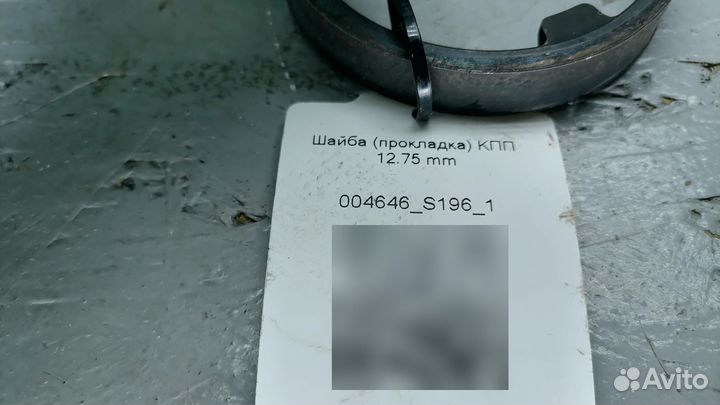 Шайба (прокладка) КПП
12.75 mm
004646_S196_1
Avito